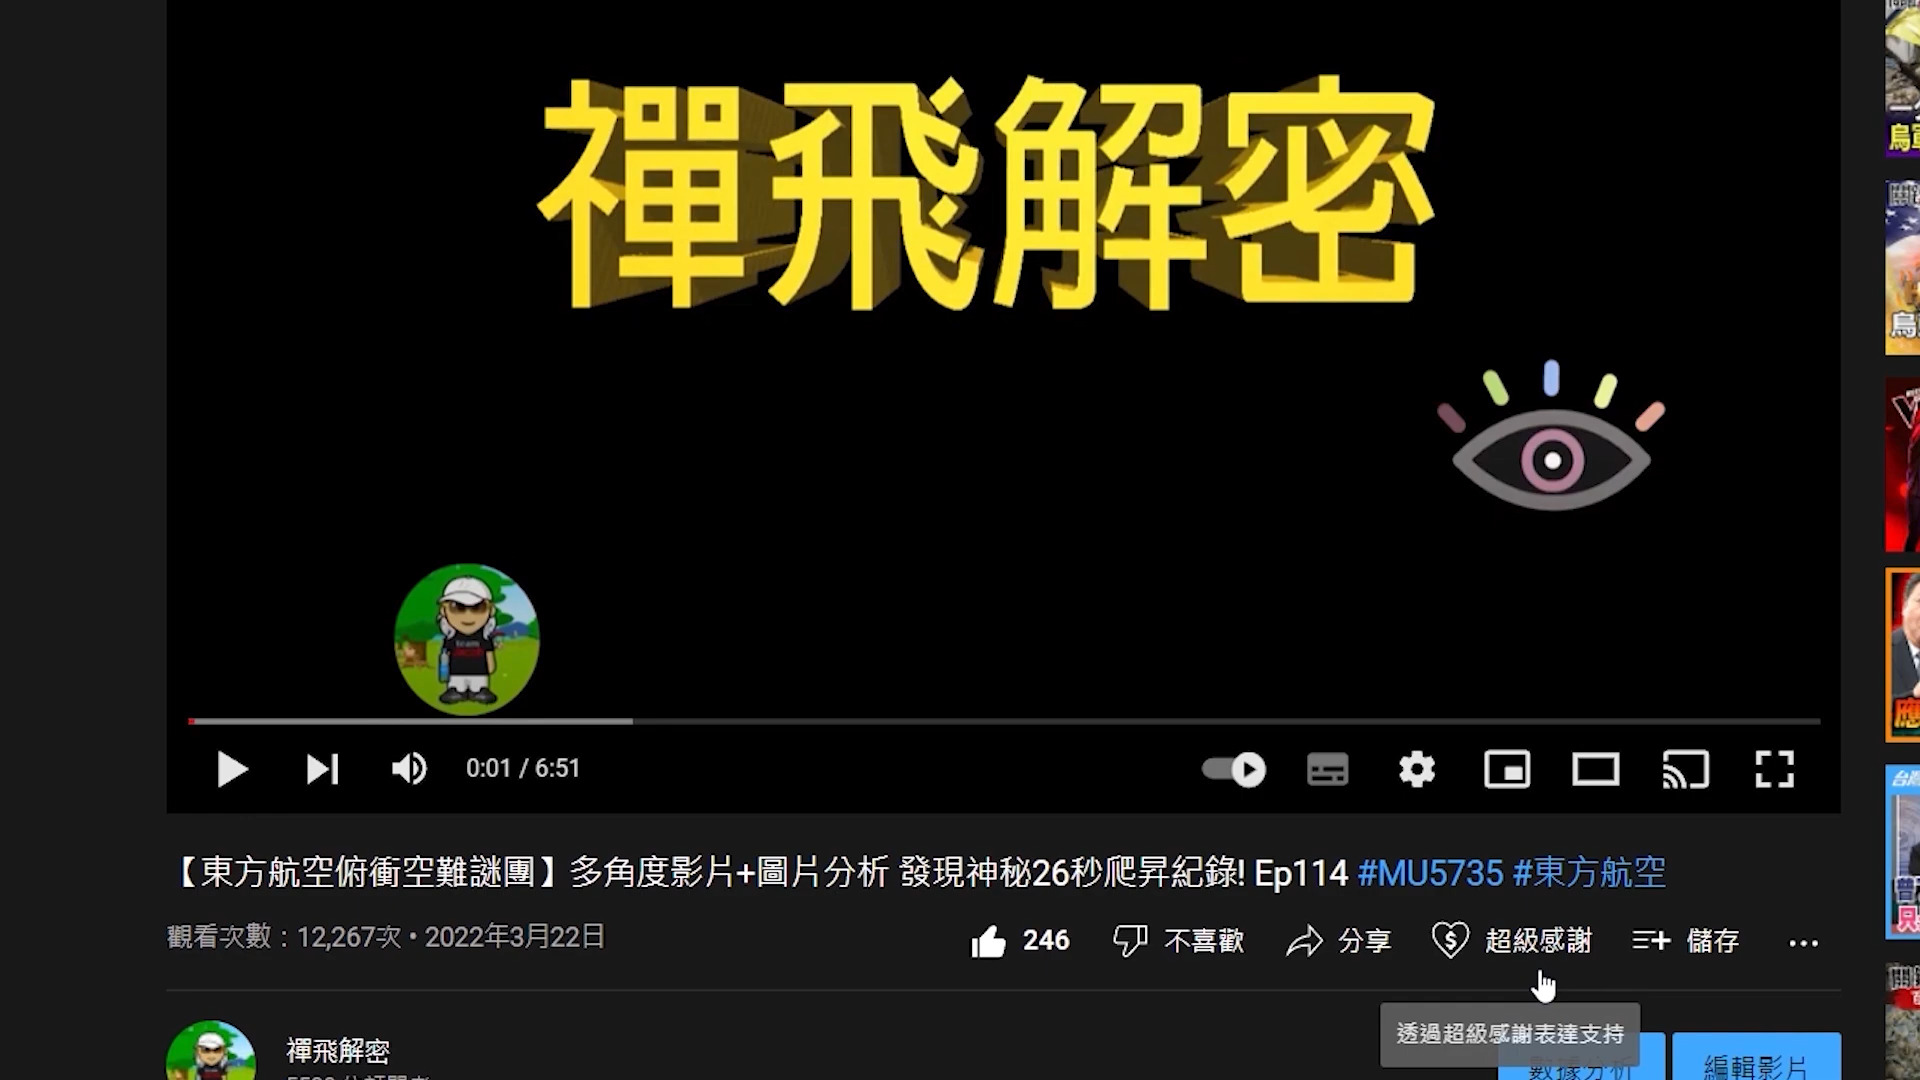 禪飛解密
0:01 / 6:51
【東方航空俯衝空難謎團】多角度影片+圖片分析 發現神秘26秒爬昇紀錄! Ep114 #MU5735 #東方航空
觀看次數：12,267次 • 2022年3月22日
246 不喜歡 分享 超級感謝 儲存
透過超級感謝表達支持
禪飛解密
數據分析 編輯影片